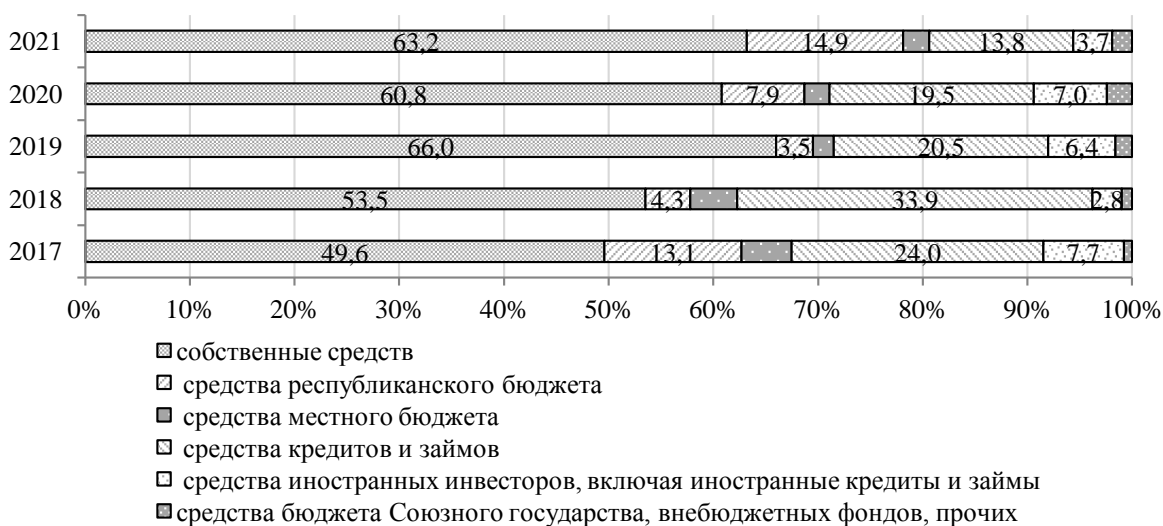 2021 63,2 14,9 13,8 3,7
2020 60,8 7,9 19,5 7,0
2019 66,0 3,5 20,5 6,4
2018 53,5 4,3 33,9 2,8
2017 49,6 13,1 24,0 7,7
0% 10% 20% 30% 40% 50% 60% 70% 80% 90% 100%
собственные средств
средства республиканского бюджета
средства местного бюджета
средства кредитов и займов
средства иностранных инвесторов, включая иностранные кредиты и займы
средства бюджета Союзного государства, внебюджетных фондов, прочих